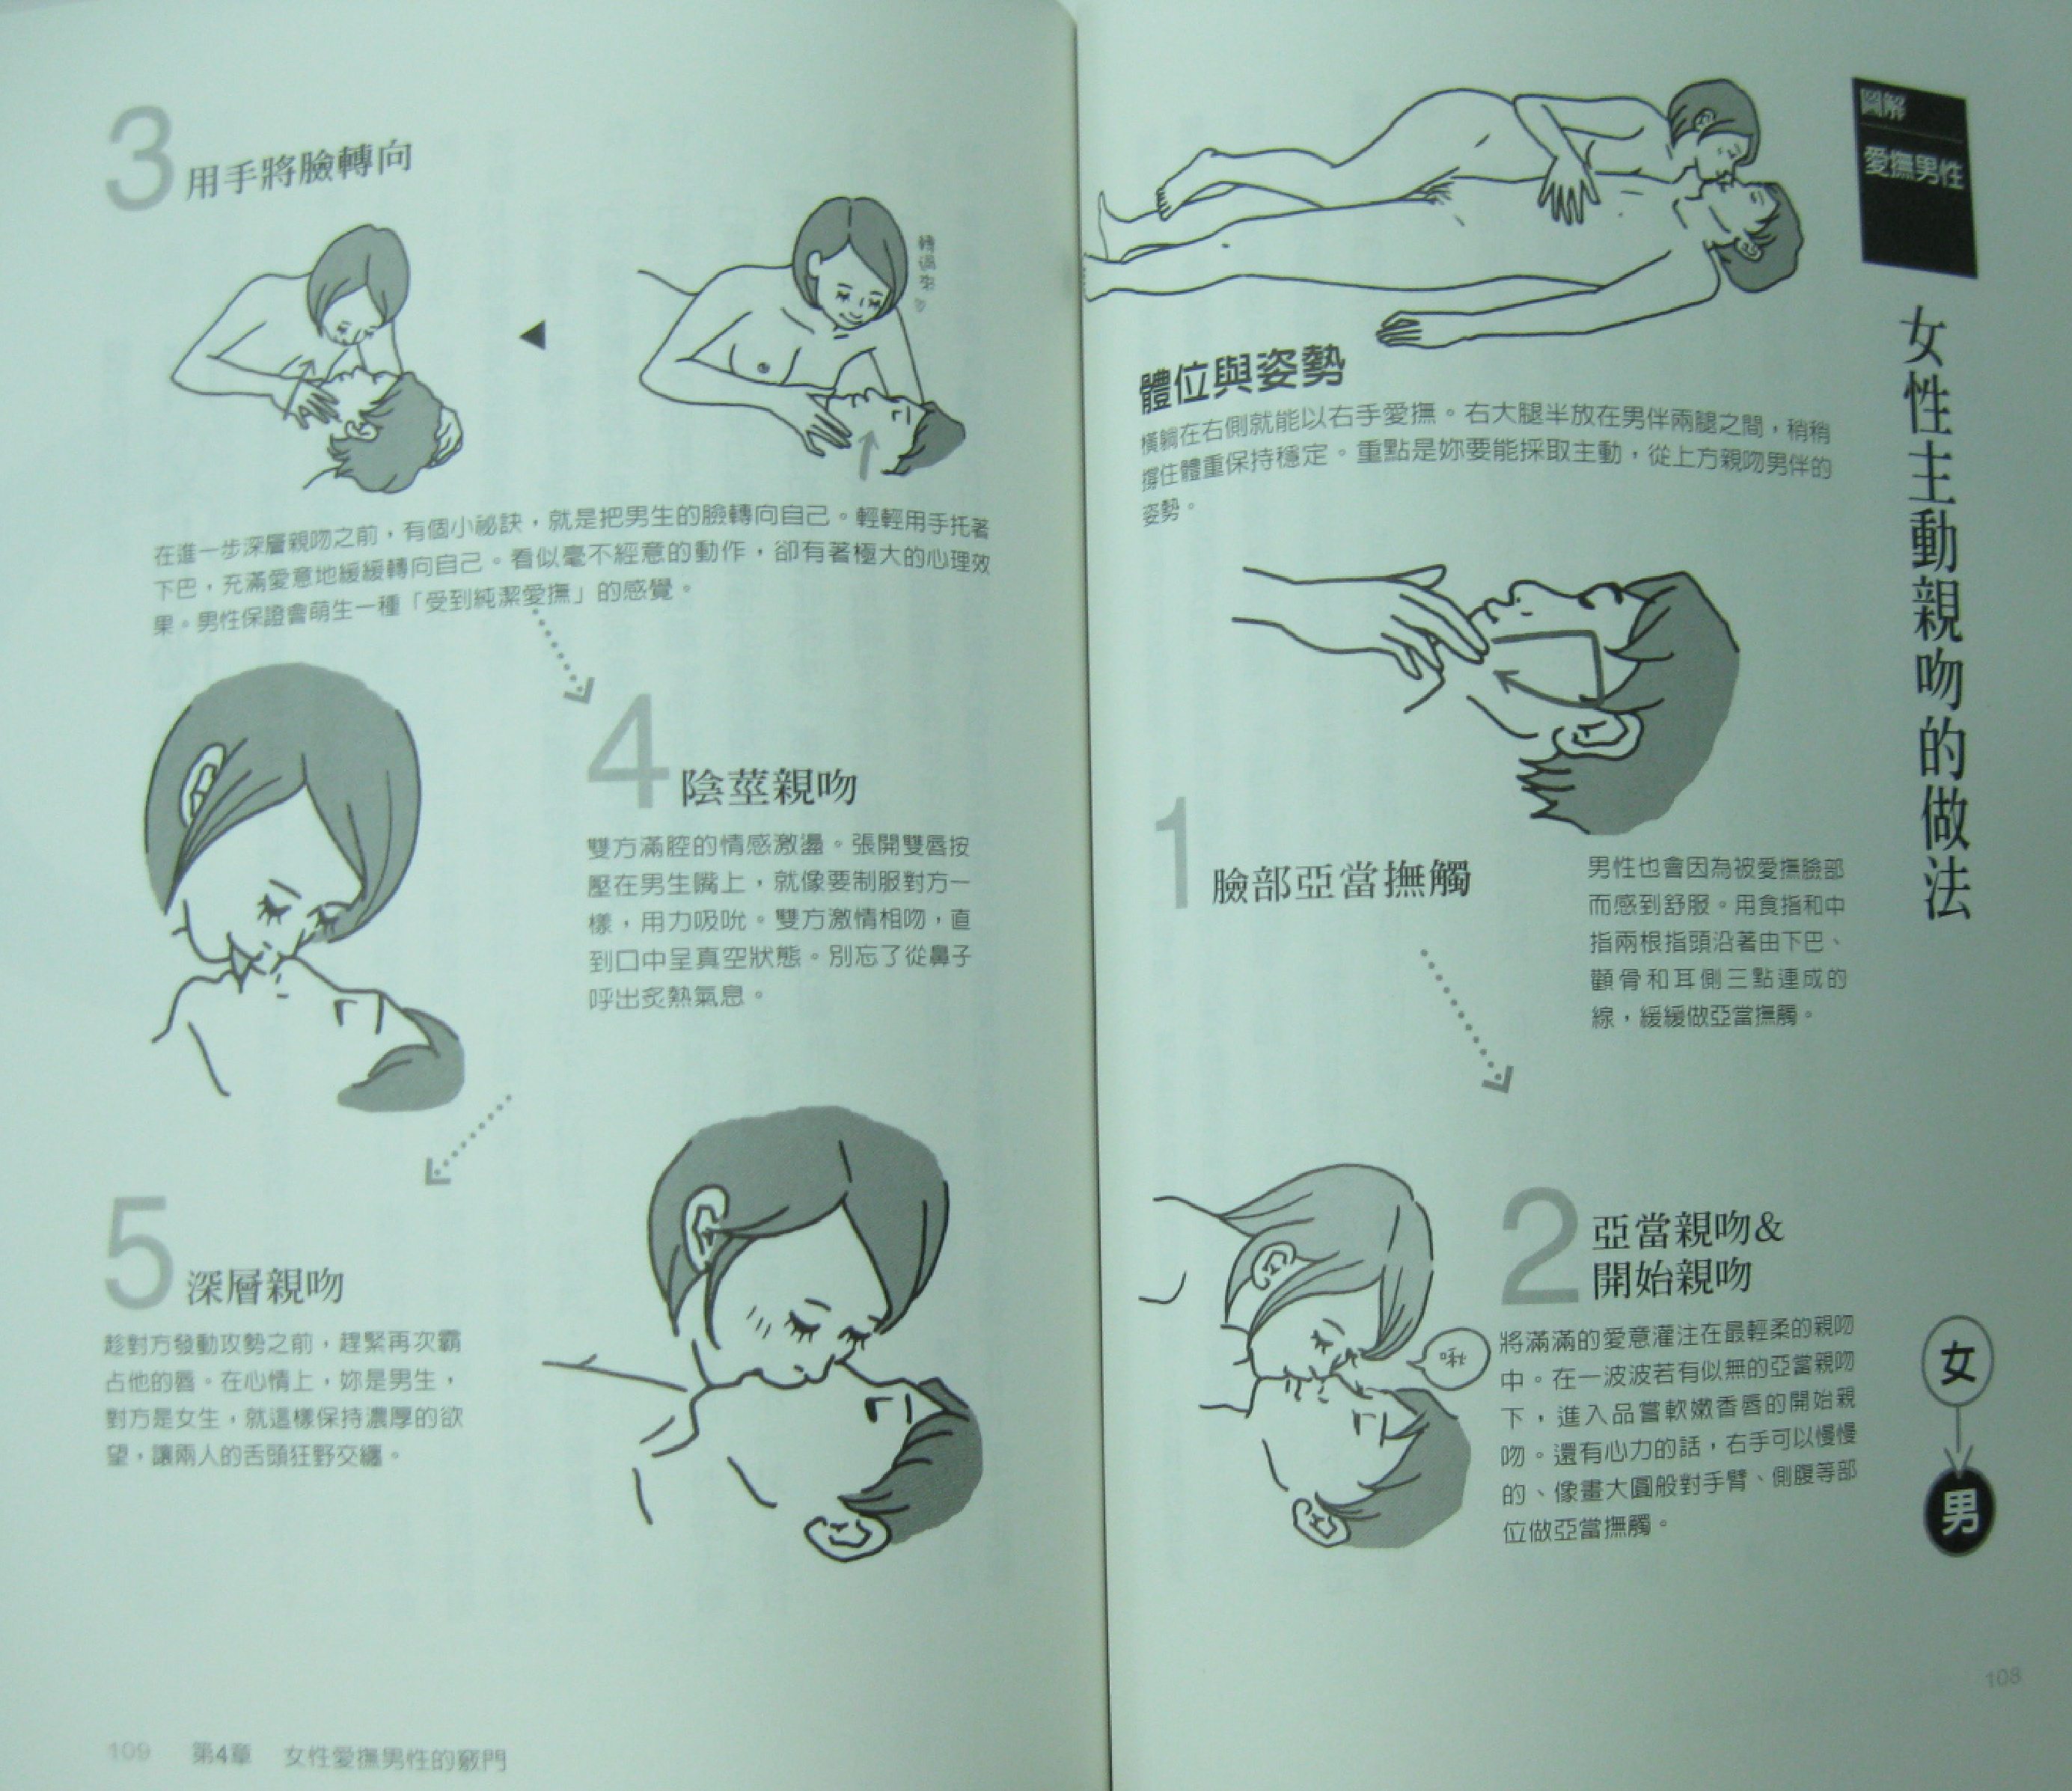 圖解
愛撫男性
女性主動親吻的做法
體位與姿勢
橫躺在右側就能以右手愛撫。右大腿半放在男伴兩腿之間，稍稍
撐住體重保持穩定。重點是妳要能採取主動，從上方親吻男伴的
姿勢。
1
臉部亞當撫觸
男性也會因為被愛撫臉部
而感到舒服。用食指和中
指兩根指頭沿著由下巴、
顴骨和耳側三點連成的
線，緩緩做亞當撫觸。
2
亞當親吻&
開始親吻
啾
將滿滿的愛意灌注在最輕柔的親吻
中。在一波波若有似無的亞當親吻
下，進入品嘗軟嫩香唇的開始親
吻。還有心力的話，右手可以慢慢
的、像畫大圓般對手臂、側腹等部
位做亞當撫觸。
女
男
108
3
用手將臉轉向
轉過來♡
在進一步深層親吻之前，有個小祕訣，就是把男生的臉轉向自己。輕輕用手托著
下巴，充滿愛意地緩緩轉向自己。看似毫不經意的動作，卻有著極大的心理效
果。男性保證會萌生一種「受到純潔愛撫」的感覺。
4
陰莖親吻
雙方滿腔的情感激盪。張開雙唇按
壓在男生嘴上，就像要制服對方一
樣，用力吸吮。雙方激情相吻，直
到口中呈真空狀態。別忘了從鼻子
呼出炙熱氣息。
5
深層親吻
趁對方發動攻勢之前，趕緊再次霸
占他的唇。在心情上，妳是男生，
對方是女生，就這樣保持濃厚的欲
望，讓兩人的舌頭狂野交纏。
109
第4章
女性愛撫男性的竅門